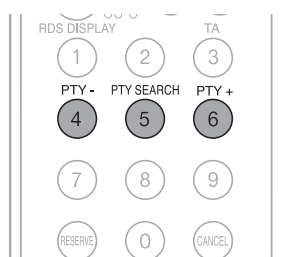 RDS DISPLAY TA
1 2 3
PTY - PTY SEARCH PTY +
4 5 6
7 8 9
RESERVE 0 CANCEL